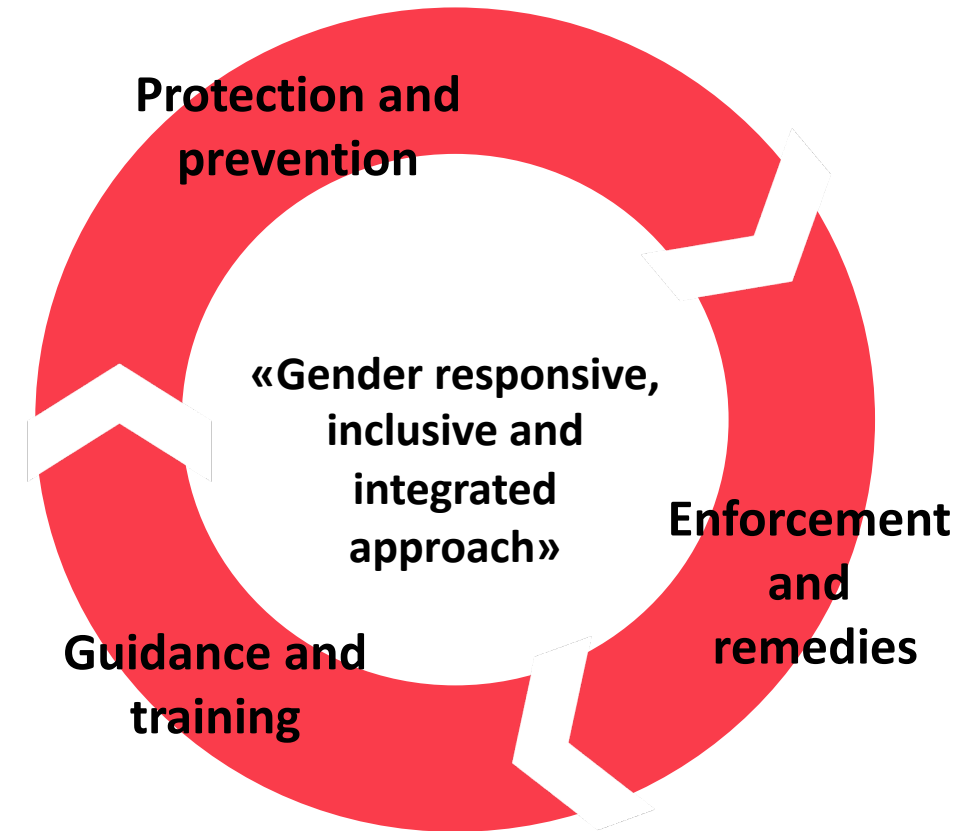 Protection and
prevention
«Gender responsive,
inclusive and
integrated
approach»
Enforcement
and
remedies
Guidance and
training